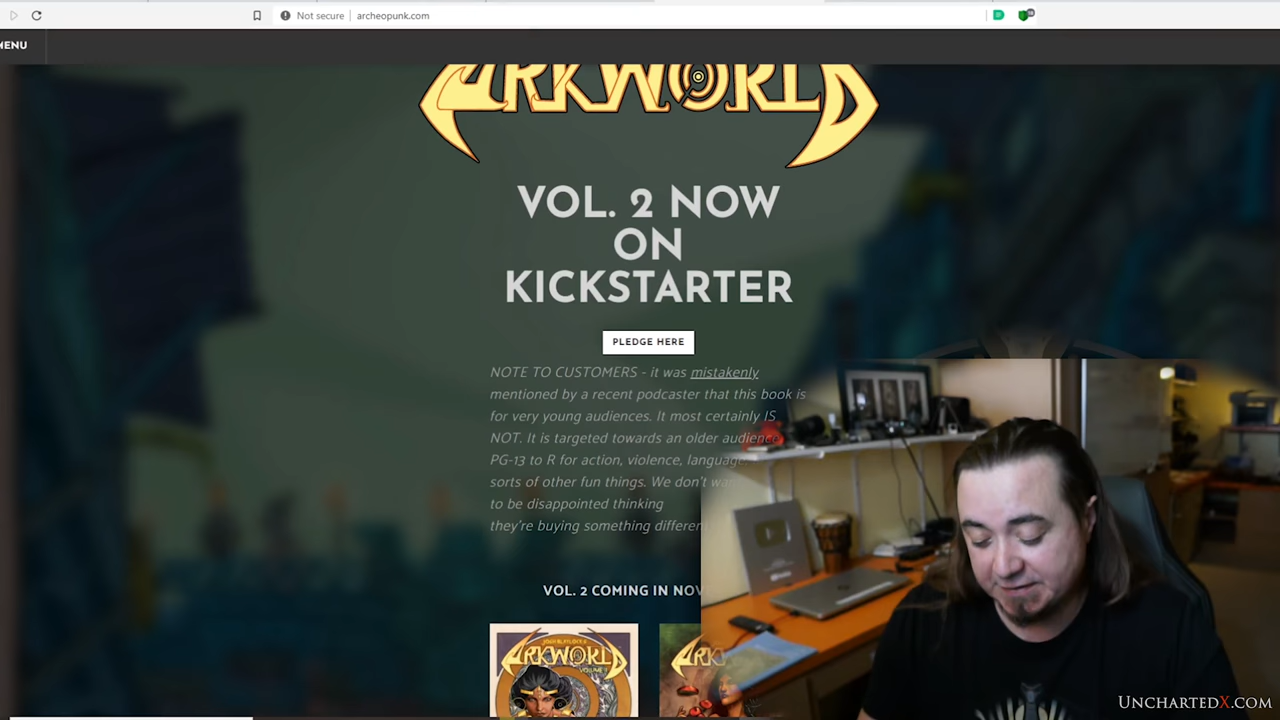 Not secure
archeopunk.com
MENU
ARKWORLD
VOL. 2 NOW
ON
KICKSTARTER
PLEDGE HERE
NOTE TO CUSTOMERS - it was mistakenly
mentioned by a recent podcaster that this book is
for very young audiences. It most certainly IS
NOT. It is targeted towards an older audience
PG-13 to R for action, violence, language
sorts of other fun things. We don't
to be disappointed thinking
they're buying something different
VOL. 2 COMING IN NOV
ARKWORLD
ARK
UNCHARTEDX.COM